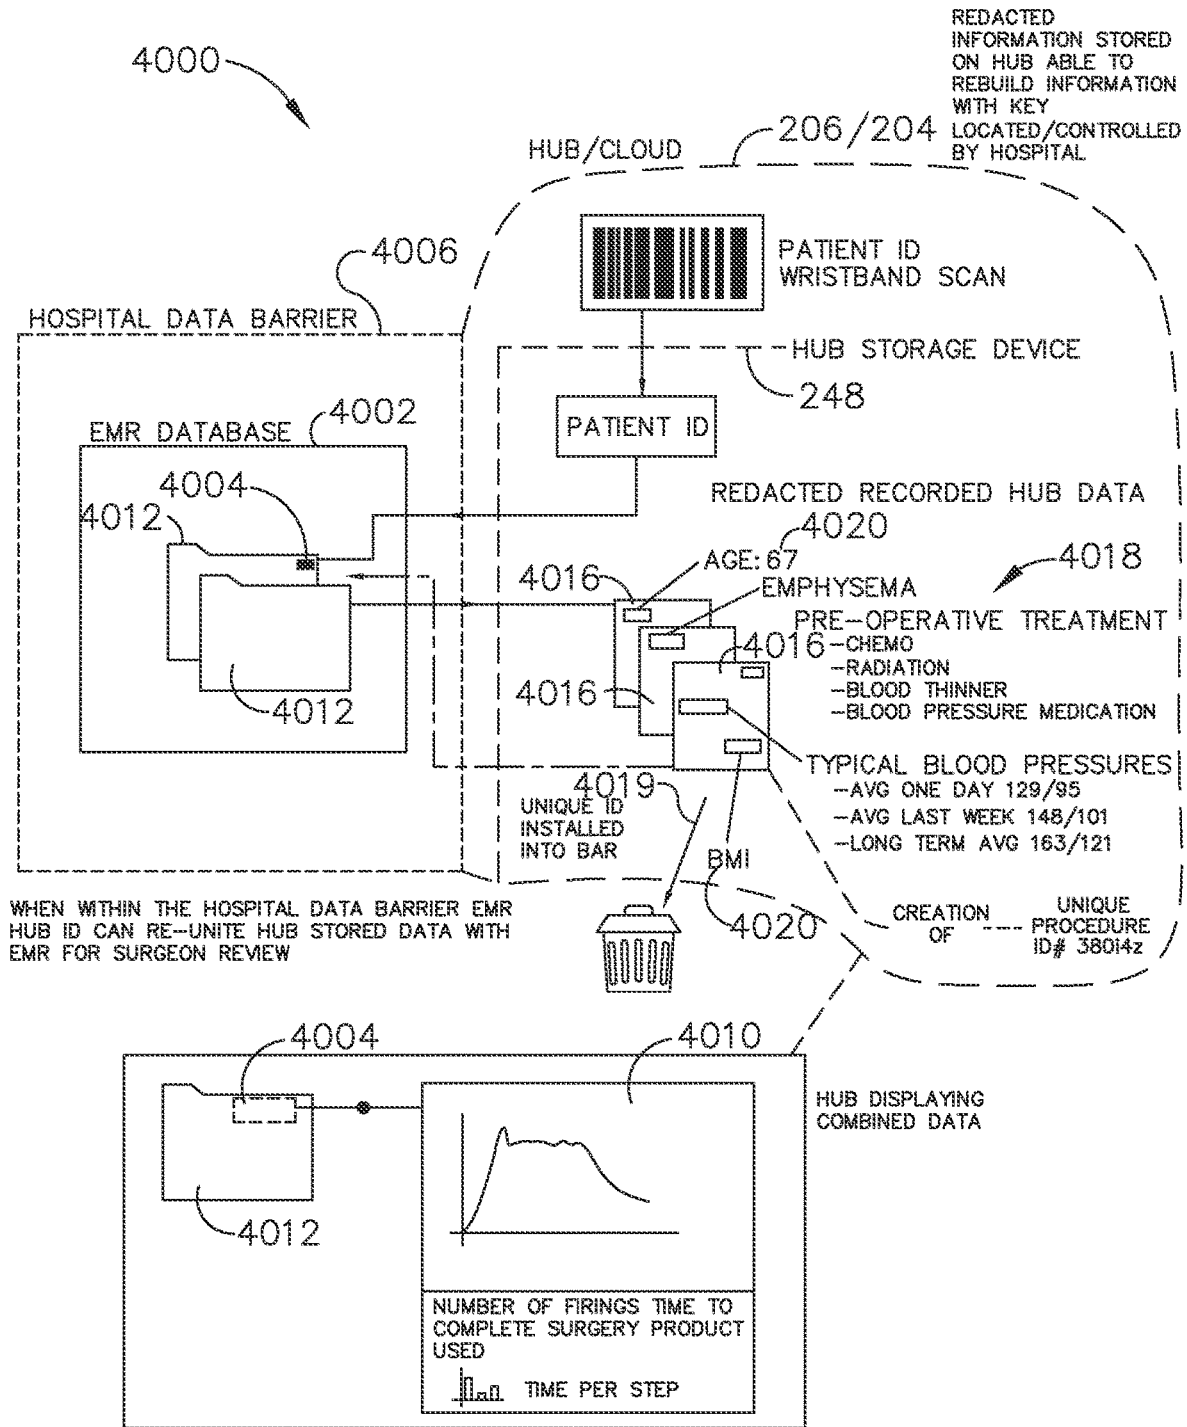 4000
REDACTED
INFORMATION STORED
ON HUB ABLE TO
REBUILD INFORMATION
WITH KEY
LOCATED/CONTROLLED
BY HOSPITAL
206/204
HUB/CLOUD
PATIENT ID
WRISTBAND SCAN
4006
HOSPITAL DATA BARRIER
HUB STORAGE DEVICE
248
PATIENT ID
4002
EMR DATABASE
4004
4012
4012
REDACTED RECORDED HUB DATA
4020
AGE: 67
4018
4016
EMPHYSEMA
PRE-OPERATIVE TREATMENT
4016
-CHEMO
-RADIATION
-BLOOD THINNER
-BLOOD PRESSURE MEDICATION
4016
TYPICAL BLOOD PRESSURES
-AVG ONE DAY 129/95
-AVG LAST WEEK 148/101
-LONG TERM AVG 163/121
4019
UNIQUE ID
INSTALLED
INTO BAR
BMI
4020
CREATION
OF
UNIQUE
PROCEDURE
ID# 38014z
WHEN WITHIN THE HOSPITAL DATA BARRIER EMR
HUB ID CAN RE-UNITE HUB STORED DATA WITH
EMR FOR SURGEON REVIEW
4004
4010
4012
HUB DISPLAYING
COMBINED DATA
NUMBER OF FIRINGS TIME TO
COMPLETE SURGERY PRODUCT
USED
TIME PER STEP